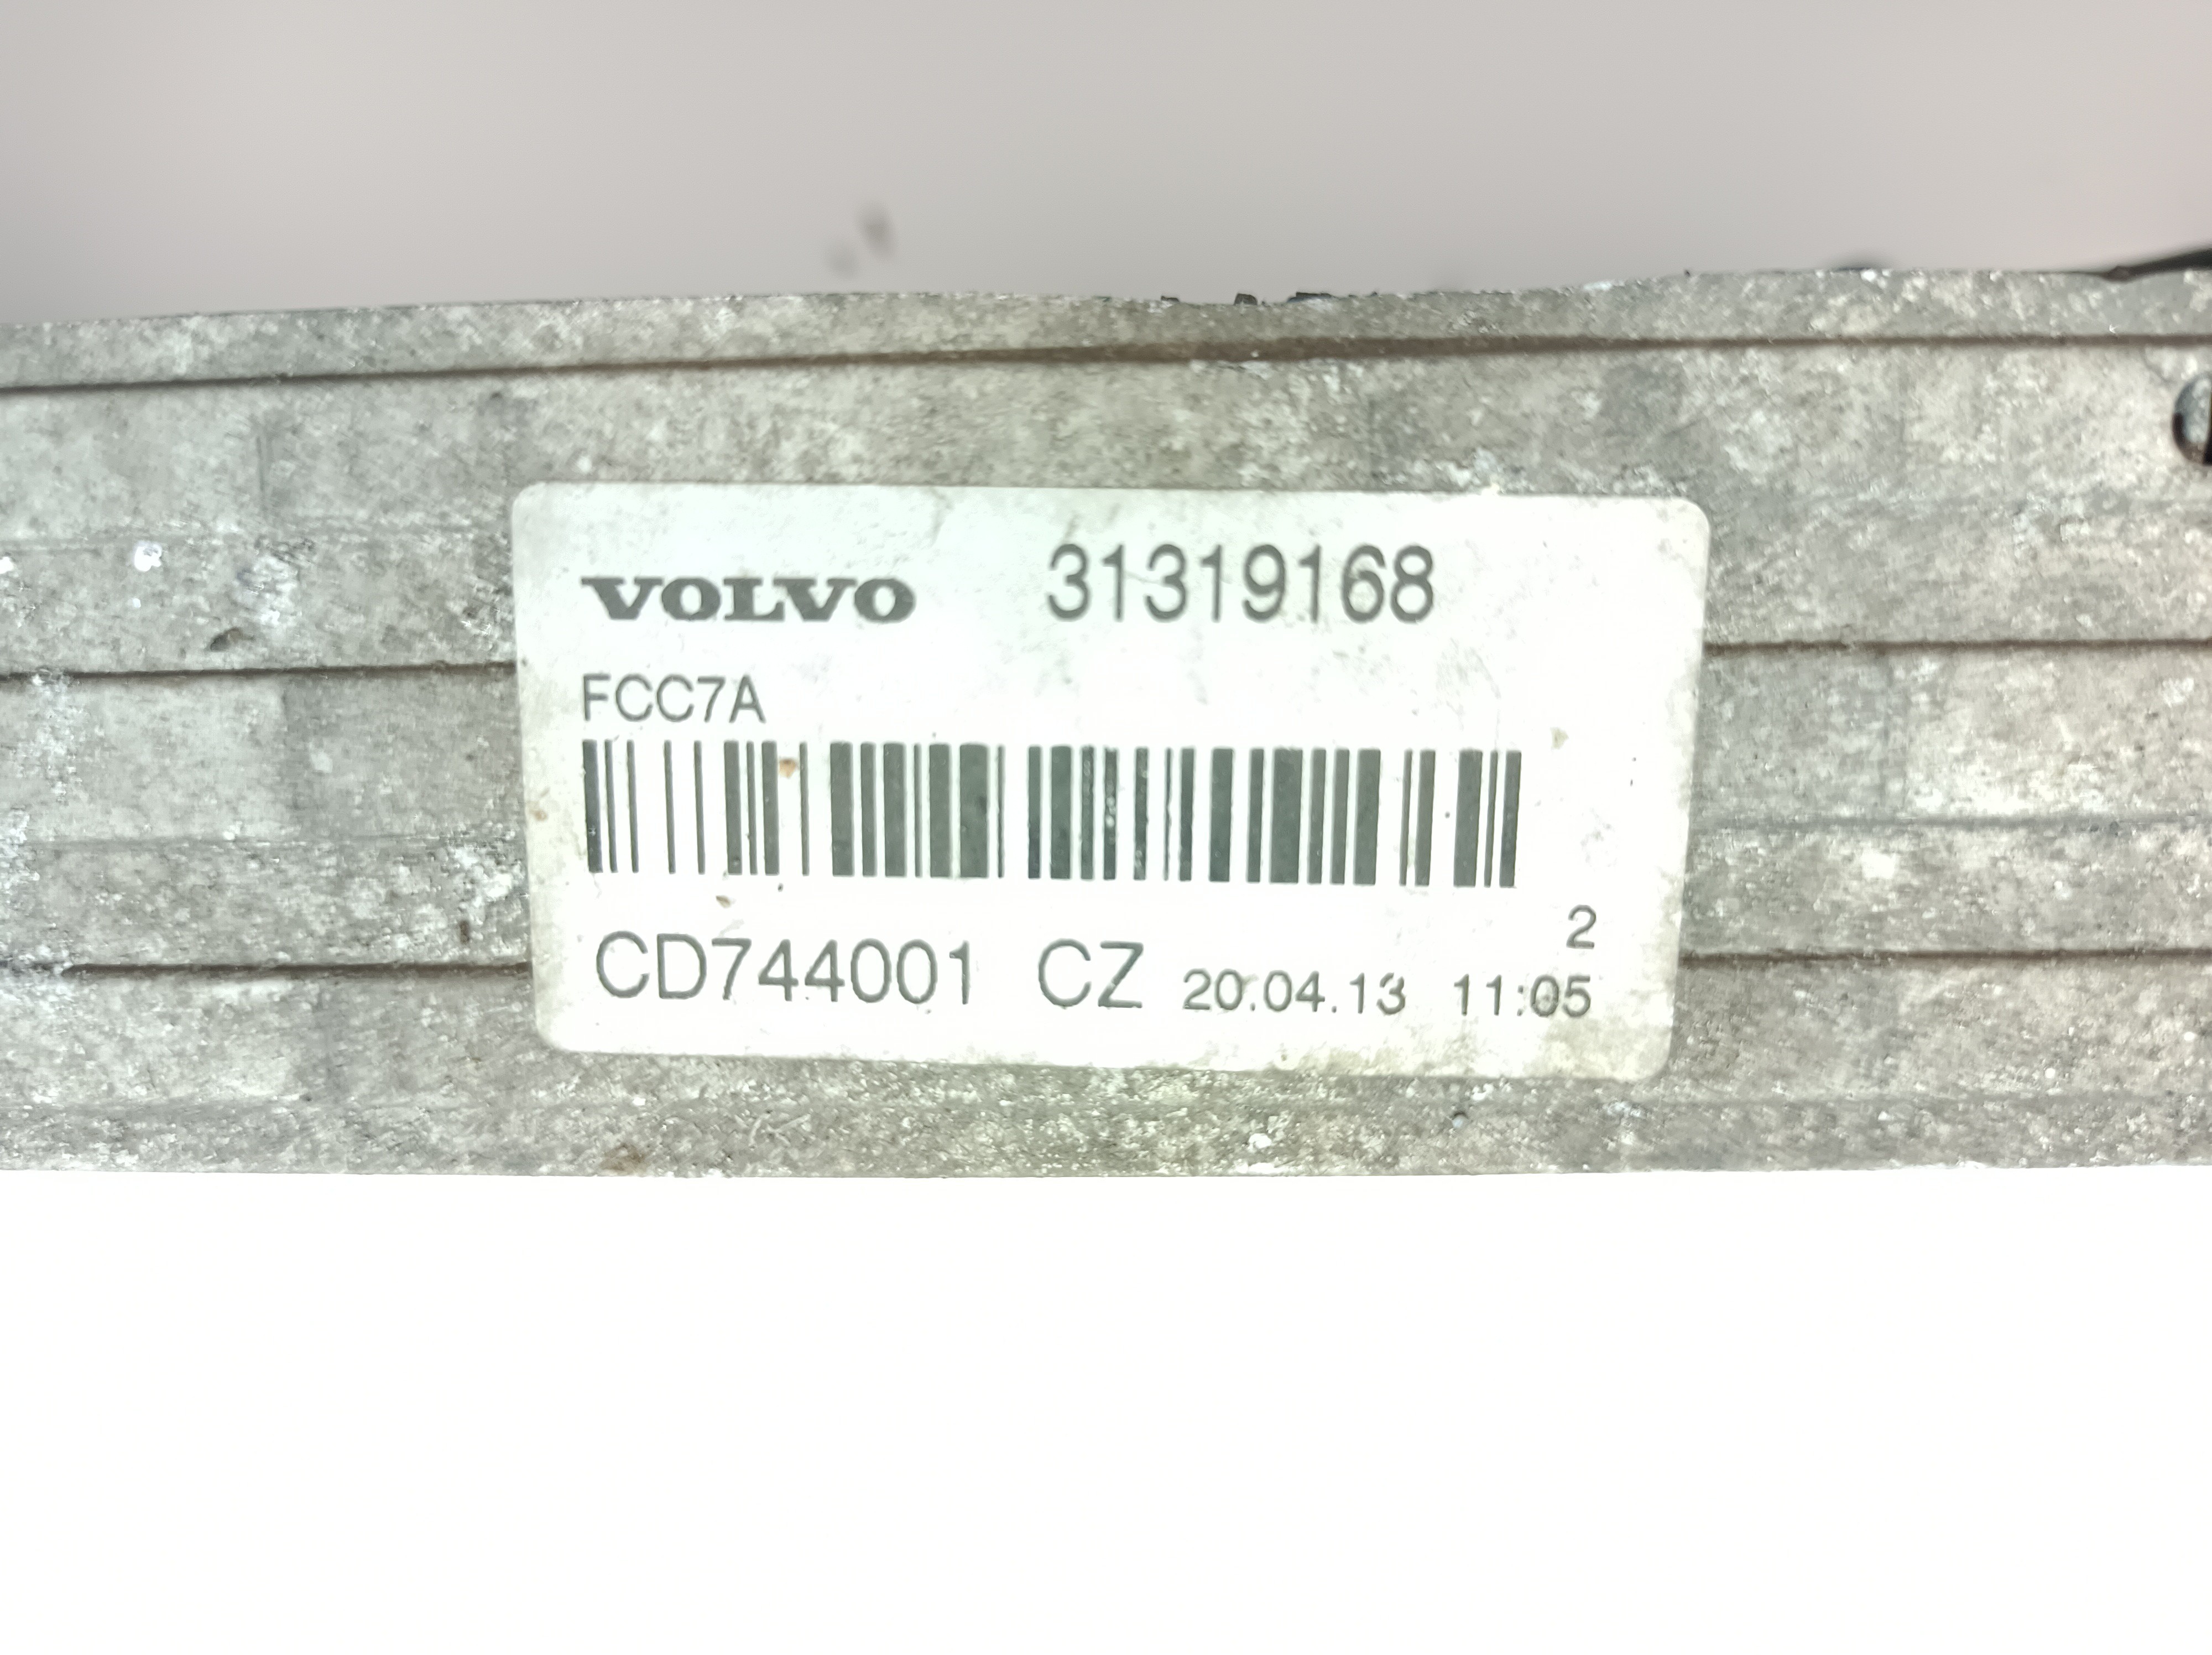 VOLVO 31319168
FCC7A
2
CD744001 CZ 20.04.13 11:05